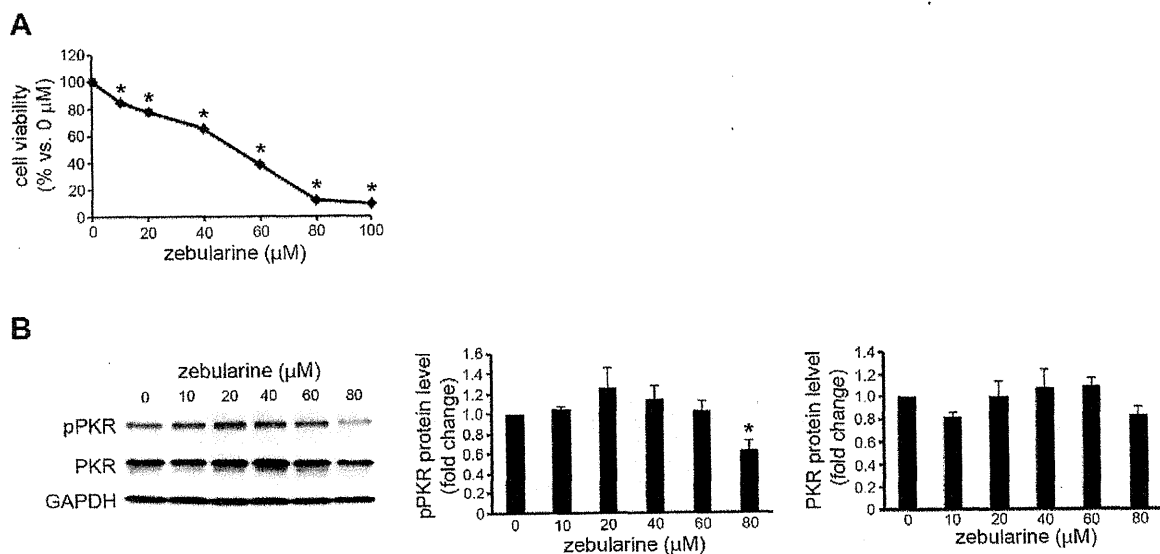 A
120
100
80
60
40
20
0
cell viability
(% vs. 0 µM)
* * * * * *
0 20 40 60 80 100
zebularine (µM)
B
zebularine (µM)
0 10 20 40 60 80
pPKR
PKR
GAPDH
1.6
1.4
1.2
1.0
0.8
0.6
0.4
0.2
0
pPKR protein level
(fold change)
*
0 10 20 40 60 80
zebularine (µM)
1.4
1.2
1.0
0.8
0.6
0.4
0.2
0
PKR protein lelvel
(fold change)
0 10 20 40 60 80
zebularine (µM)